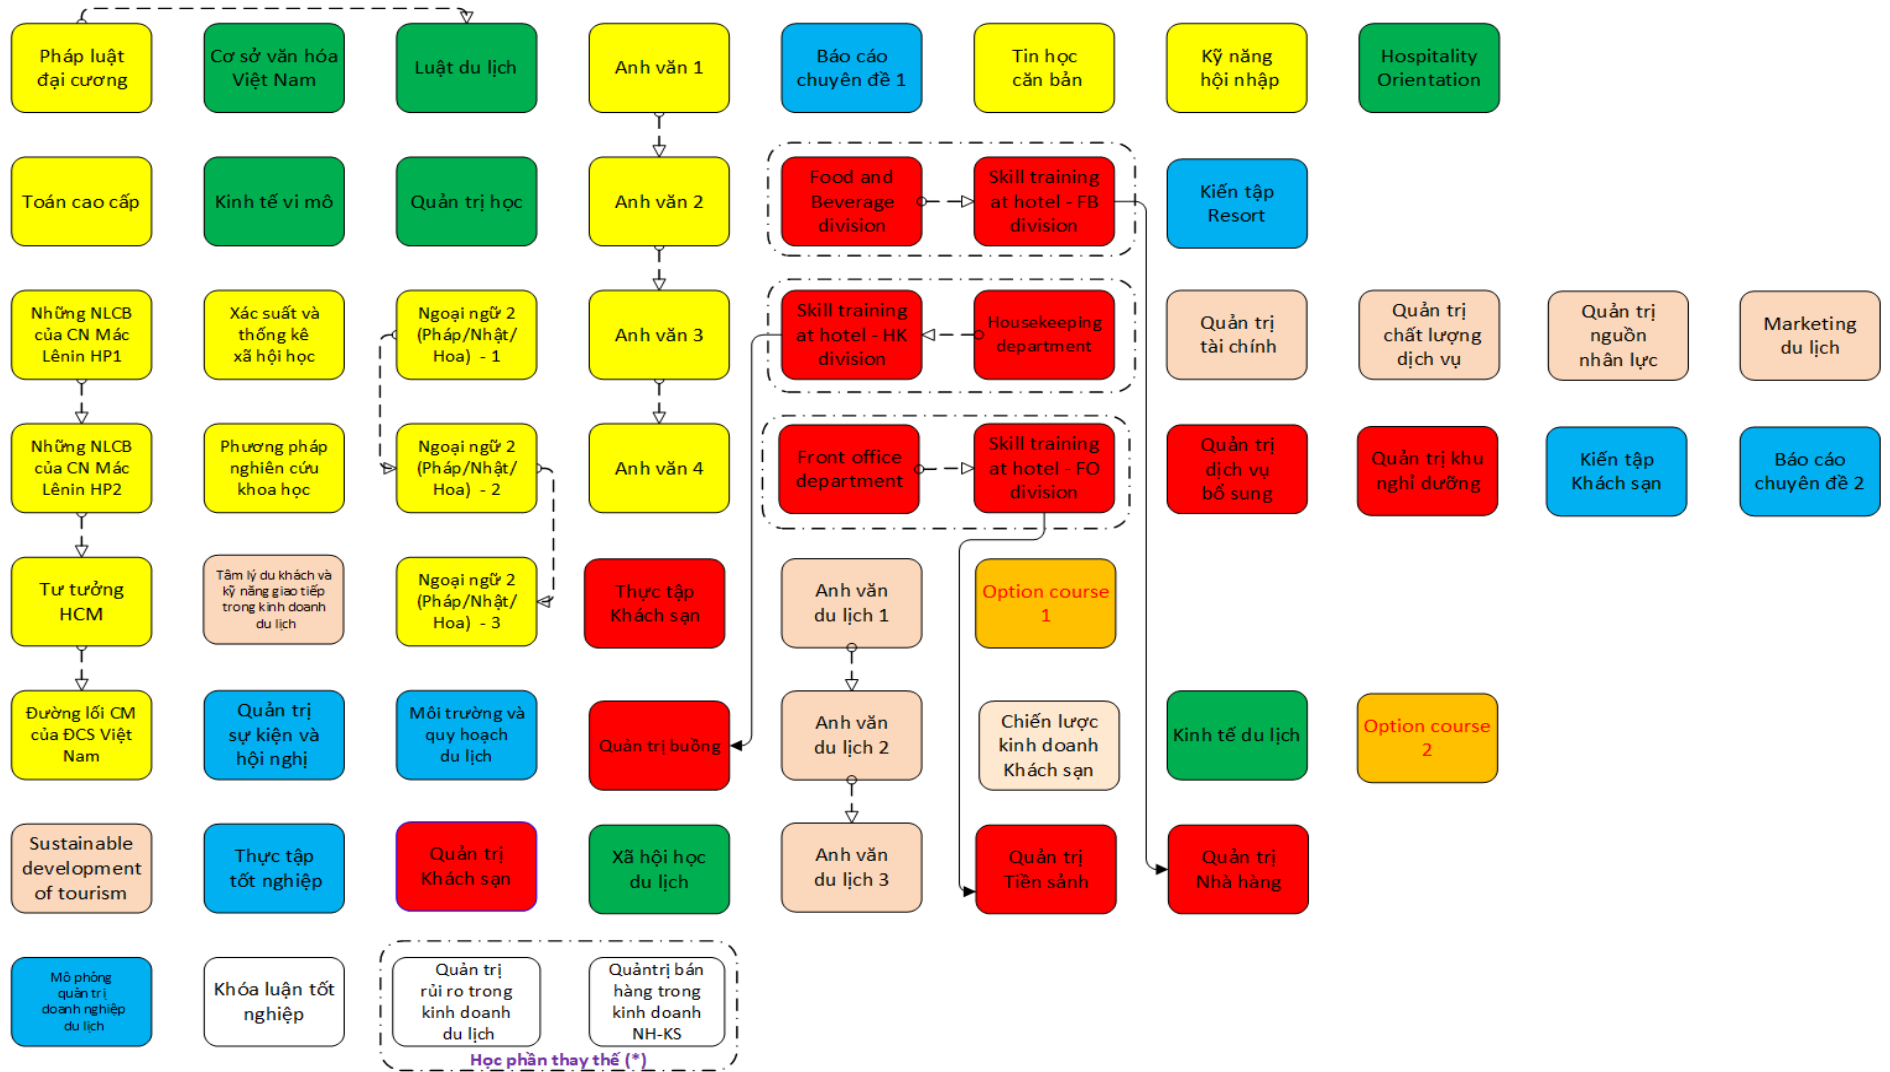 Pháp luật
đại cương
Cơ sở văn hóa
Việt Nam
Luật du lịch
Anh văn 1
Báo cáo
chuyên đề 1
Tin học
căn bản
Kỹ năng
hội nhập
Hospitality
Orientation
Toán cao cấp
Kinh tế vi mô
Quản trị học
Anh văn 2
Food and
Beverage
division
Skill training
at hotel - FB
division
Kiến tập
Resort
Những NLCB
của CN Mác
Lênin HP1
Xác suất và
thống kê
xã hội học
Ngoại ngữ 2
(Pháp/Nhật/
Hoa) - 1
Anh văn 3
Skill training
at hotel - HK
division
Housekeeping
department
Quản trị
tài chính
Quản trị
chất lượng
dịch vụ
Quản trị
nguồn
nhân lực
Marketing
du lịch
Những NLCB
của CN Mác
Lênin HP2
Phương pháp
nghiên cứu
khoa học
Ngoại ngữ 2
(Pháp/Nhật/
Hoa) - 2
Anh văn 4
Front office
department
Skill training
at hotel - FO
division
Quản trị
dịch vụ
bổ sung
Quản trị khu
nghỉ dưỡng
Kiến tập
Khách sạn
Báo cáo
chuyên đề 2
Tư tưởng
HCM
Tâm lý du khách và
kỹ năng giao tiếp
trong kinh doanh
du lịch
Ngoại ngữ 2
(Pháp/Nhật/
Hoa) - 3
Thực tập
Khách sạn
Anh văn
du lịch 1
Option course
1
Đường lối CM
của ĐCS Việt
Nam
Quản trị
sự kiện và
hội nghị
Môi trường và
quy hoạch
du lịch
Quản trị buồng
Anh văn
du lịch 2
Chiến lược
kinh doanh
Khách sạn
Kinh tế du lịch
Option course
2
Sustainable
development
of tourism
Thực tập
tốt nghiệp
Quản trị
Khách sạn
Xã hội học
du lịch
Anh văn
du lịch 3
Quản trị
Tiền sảnh
Quản trị
Nhà hàng
Mô phỏng
quản trị
doanh nghiệp
du lịch
Khóa luận tốt
nghiệp
Quản trị
rủi ro trong
kinh doanh
du lịch
Quảntrị bán
hàng trong
kinh doanh
NH-KS
Học phần thay thế (*)